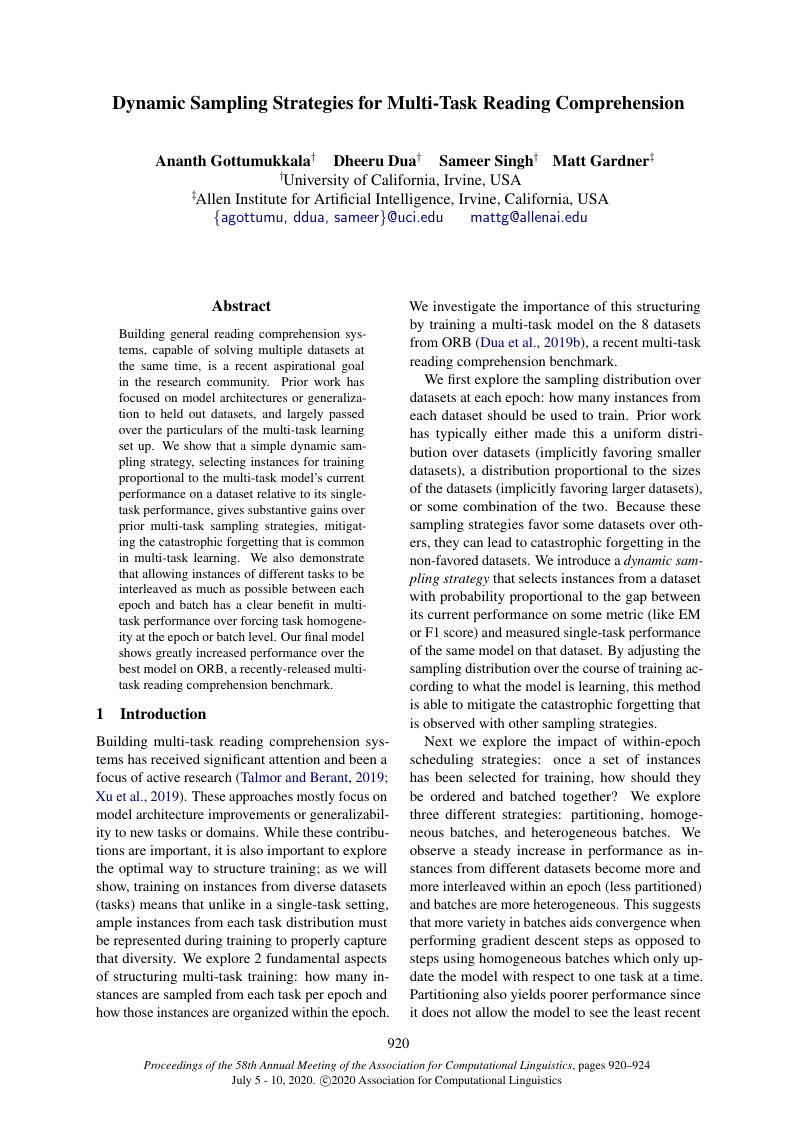 Dynamic Sampling Strategies for Multi-Task Reading Comprehension
Ananth Gottumukkala† Dheeru Dua† Sameer Singh† Matt Gardner‡
†University of California, Irvine, USA
‡Allen Institute for Artificial Intelligence, Irvine, California, USA
{agottumu, ddua, sameer}@uci.edu mattg@allenai.edu
Abstract
Building general reading comprehension sys-
tems, capable of solving multiple datasets at
the same time, is a recent aspirational goal
in the research community. Prior work has
focused on model architectures or generaliza-
tion to held out datasets, and largely passed
over the particulars of the multi-task learning
set up. We show that a simple dynamic sam-
pling strategy, selecting instances for training
proportional to the multi-task model's current
performance on a dataset relative to its single-
task performance, gives substantive gains over
prior multi-task sampling strategies, mitigat-
ing the catastrophic forgetting that is common
in multi-task learning. We also demonstrate
that allowing instances of different tasks to be
interleaved as much as possible between each
epoch and batch has a clear benefit in multi-
task performance over forcing task homogene-
ity at the epoch or batch level. Our final model
shows greatly increased performance over the
best model on ORB, a recently-released multi-
task reading comprehension benchmark.
1 Introduction
Building multi-task reading comprehension sys-
tems has received significant attention and been a
focus of active research (Talmor and Berant, 2019;
Xu et al., 2019). These approaches mostly focus on
model architecture improvements or generalizabil-
ity to new tasks or domains. While these contribu-
tions are important, it is also important to explore
the optimal way to structure training; as we will
show, training on instances from diverse datasets
(tasks) means that unlike in a single-task setting,
ample instances from each task distribution must
be represented during training to properly capture
that diversity. We explore 2 fundamental aspects
of structuring multi-task training: how many in-
stances are sampled from each task per epoch and
how those instances are organized within the epoch.
We investigate the importance of this structuring
by training a multi-task model on the 8 datasets
from ORB (Dua et al., 2019b), a recent multi-task
reading comprehension benchmark.
We first explore the sampling distribution over
datasets at each epoch: how many instances from
each dataset should be used to train. Prior work
has typically either made this a uniform distri-
bution over datasets (implicitly favoring smaller
datasets), a distribution proportional to the sizes
of the datasets (implicitly favoring larger datasets),
or some combination of the two. Because these
sampling strategies favor some datasets over oth-
ers, they can lead to catastrophic forgetting in the
non-favored datasets. We introduce a dynamic sam-
pling strategy that selects instances from a dataset
with probability proportional to the gap between
its current performance on some metric (like EM
or F1 score) and measured single-task performance
of the same model on that dataset. By adjusting the
sampling distribution over the course of training ac-
cording to what the model is learning, this method
is able to mitigate the catastrophic forgetting that
is observed with other sampling strategies.
Next we explore the impact of within-epoch
scheduling strategies: once a set of instances
has been selected for training, how should they
be ordered and batched together? We explore
three different strategies: partitioning, homoge-
neous batches, and heterogeneous batches. We
observe a steady increase in performance as in-
stances from different datasets become more and
more interleaved within an epoch (less partitioned)
and batches are more heterogeneous. This suggests
that more variety in batches aids convergence when
performing gradient descent steps as opposed to
steps using homogeneous batches which only up-
date the model with respect to one task at a time.
Partitioning also yields poorer performance since
it does not allow the model to see the least recent
920
Proceedings of the 58th Annual Meeting of the Association for Computational Linguistics, pages 920–924
July 5 - 10, 2020. ©2020 Association for Computational Linguistics